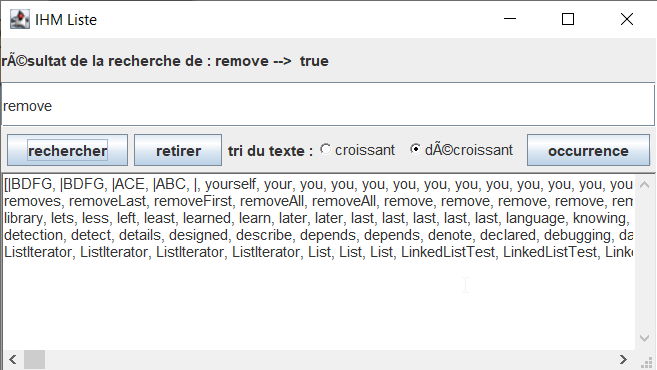 IHM Liste
rÃ©sultat de la recherche de : remove --> true
remove
rechercher retirer tri du texte : croissant dÃ©croissant occurrence
[|BDFG, |BDFG, |ACE, |ABC, |, yourself, your, you, you, you, you, you, you, you, you, you, you, you
removes, removeLast, removeFirst, removeAll, removeAll, remove, remove, remove, remove, rem
library, lets, less, left, least, learned, learn, later, later, last, last, last, last, last, language, knowing,
detection, detect, details, designed, describe, depends, depends, denote, declared, debugging, da
ListIterator, ListIterator, ListIterator, ListIterator, List, List, List, LinkedListTest, LinkedListTest, Linke